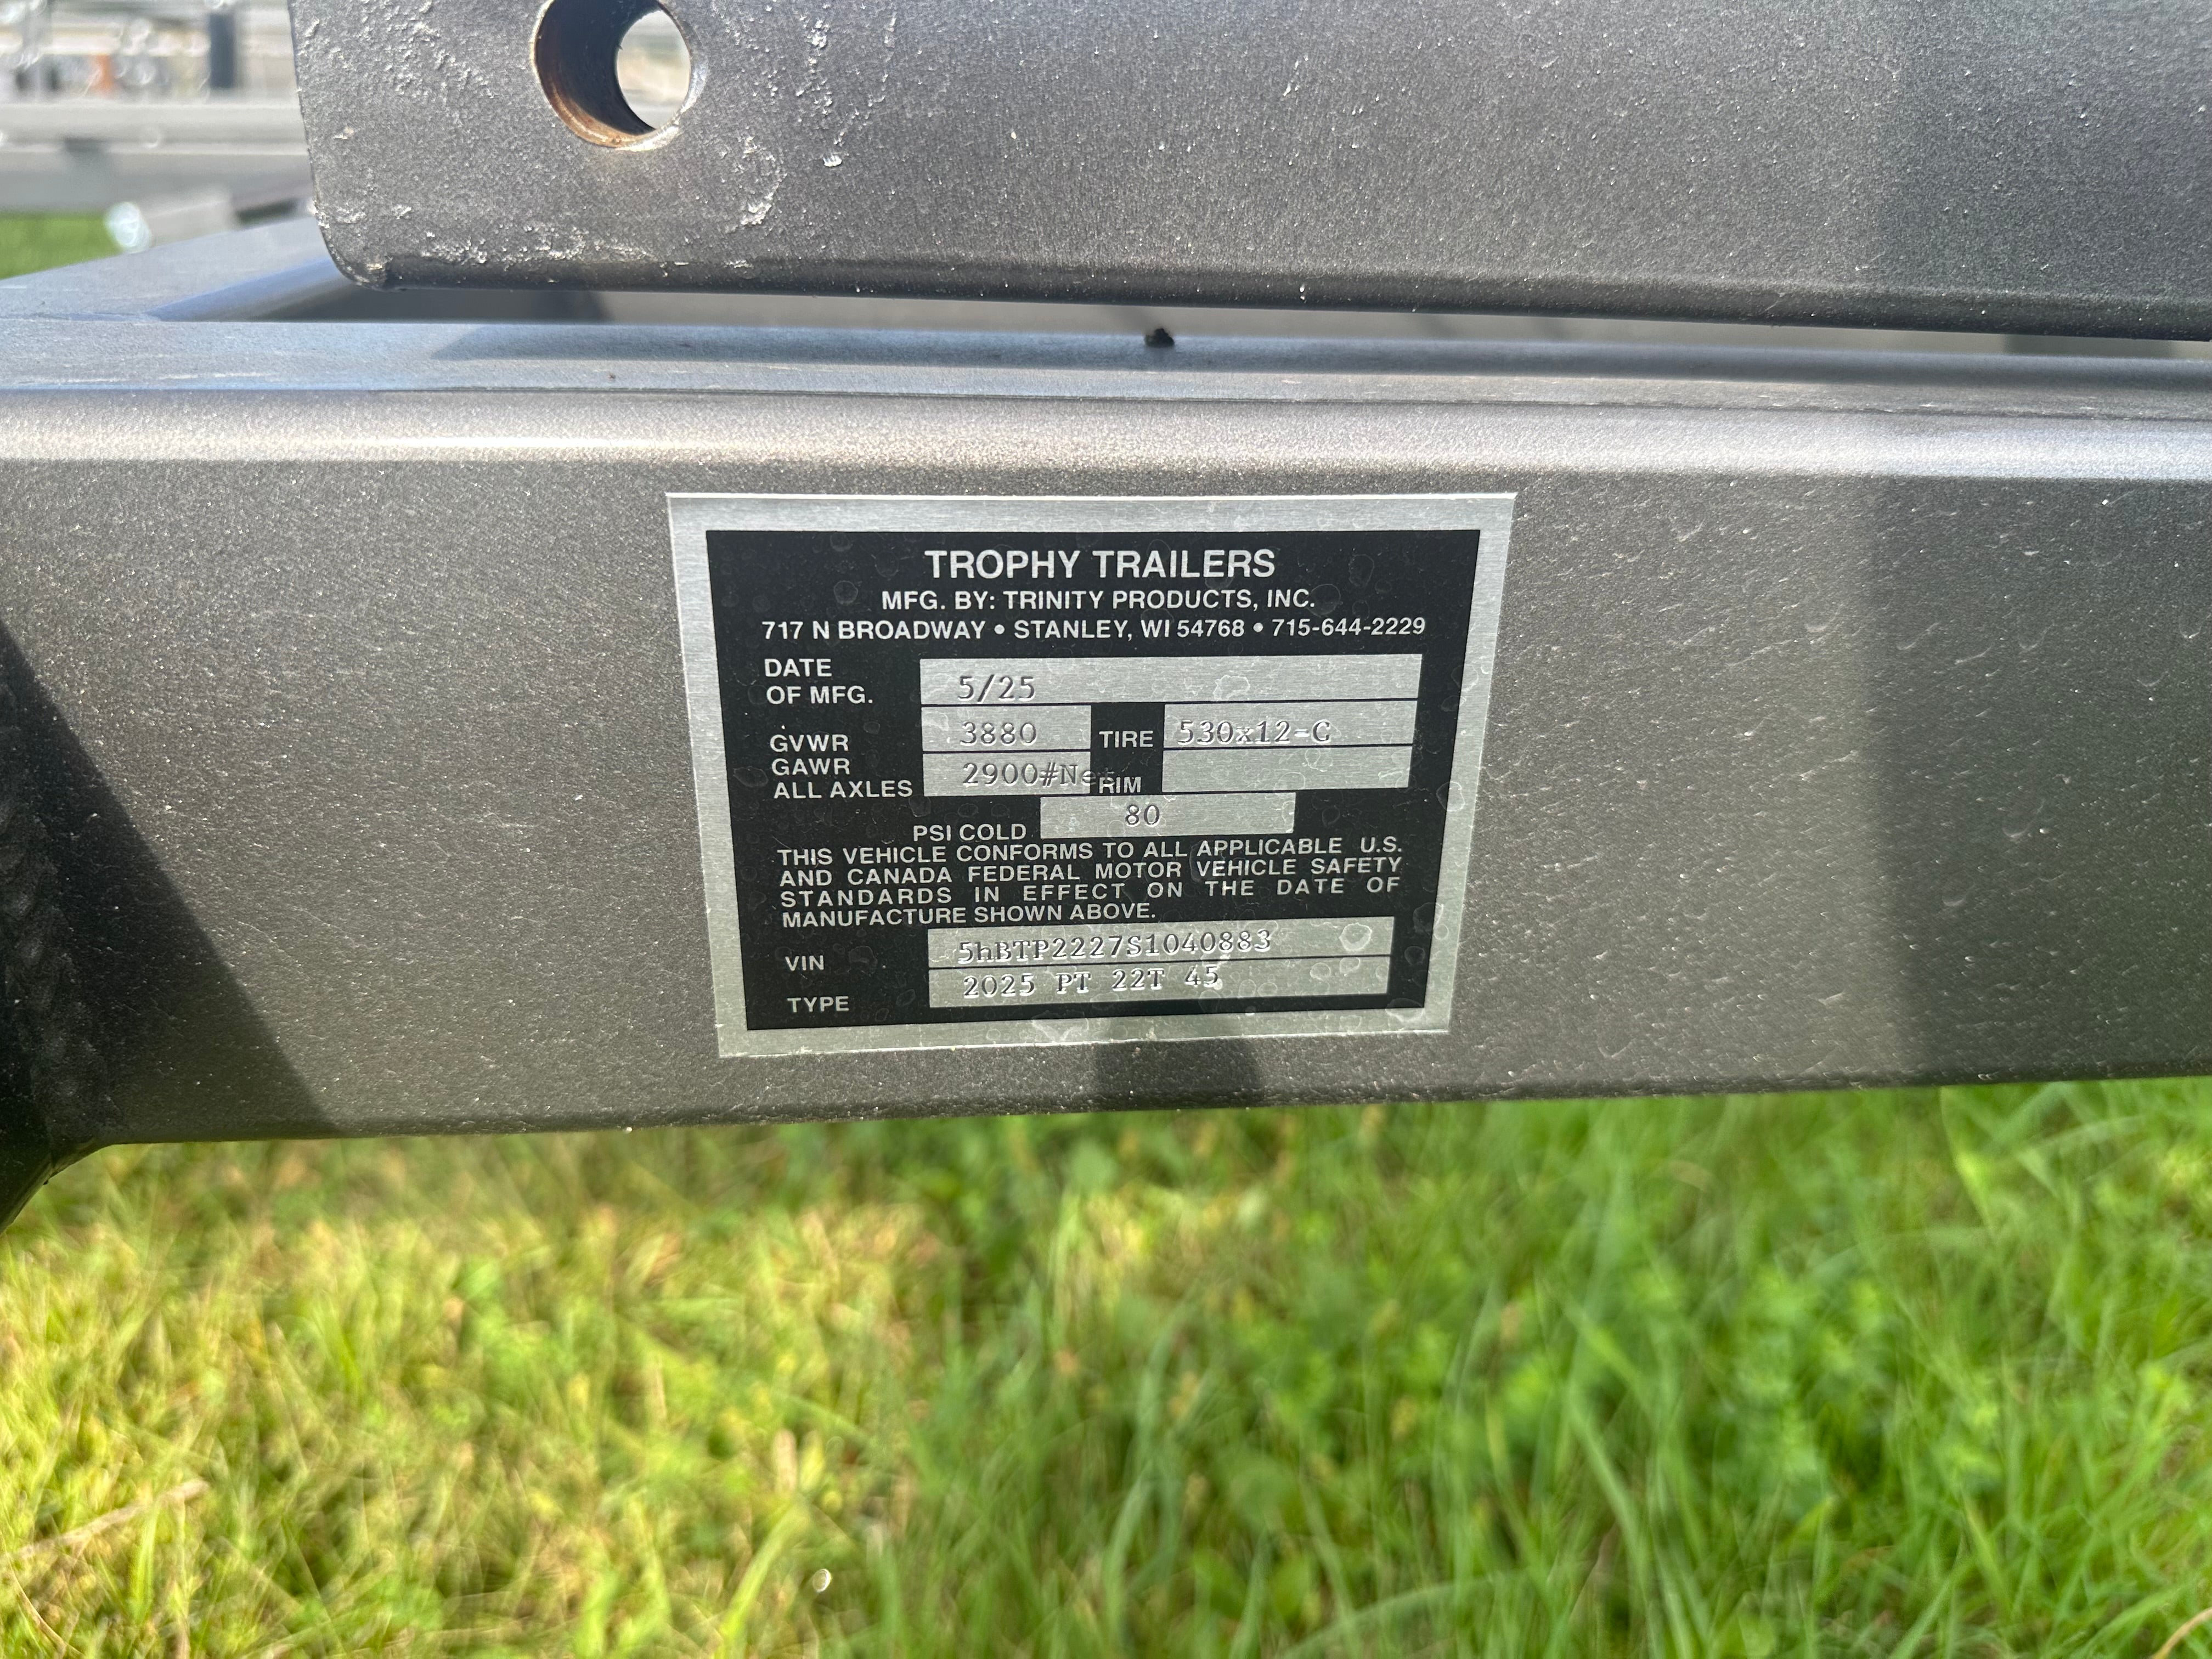 TROPHY TRAILERS
MFG. BY: TRINITY PRODUCTS, INC.
717 N BROADWAY • STANLEY, WI 54768 • 715-644-2229
DATE OF MFG. 5/25
GVWR 3880 TIRE 530x12-C
GAWR ALL AXLES 2900#Net RIM
PSI COLD 80
THIS VEHICLE CONFORMS TO ALL APPLICABLE U.S.
AND CANADA FEDERAL MOTOR VEHICLE SAFETY
STANDARDS IN EFFECT ON THE DATE OF
MANUFACTURE SHOWN ABOVE.
VIN 5hBTP2227S1040883
TYPE 2025 PT 22T 45